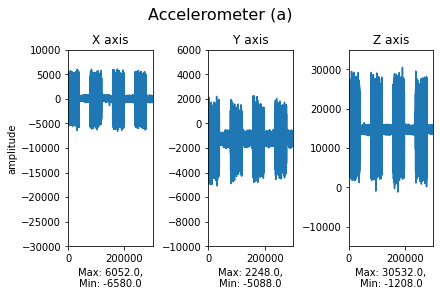 Accelerometer (a)
X axis
Y axis
Z axis
amplitude
10000
5000
0
−5000
−10000
−15000
−20000
−25000
−30000
0
200000
Max: 6052.0,
Min: -6580.0
6000
4000
2000
0
−2000
−4000
−6000
−8000
−10000
0
200000
Max: 2248.0,
Min: -5088.0
30000
20000
10000
0
−10000
0
200000
Max: 30532.0,
Min: -1208.0